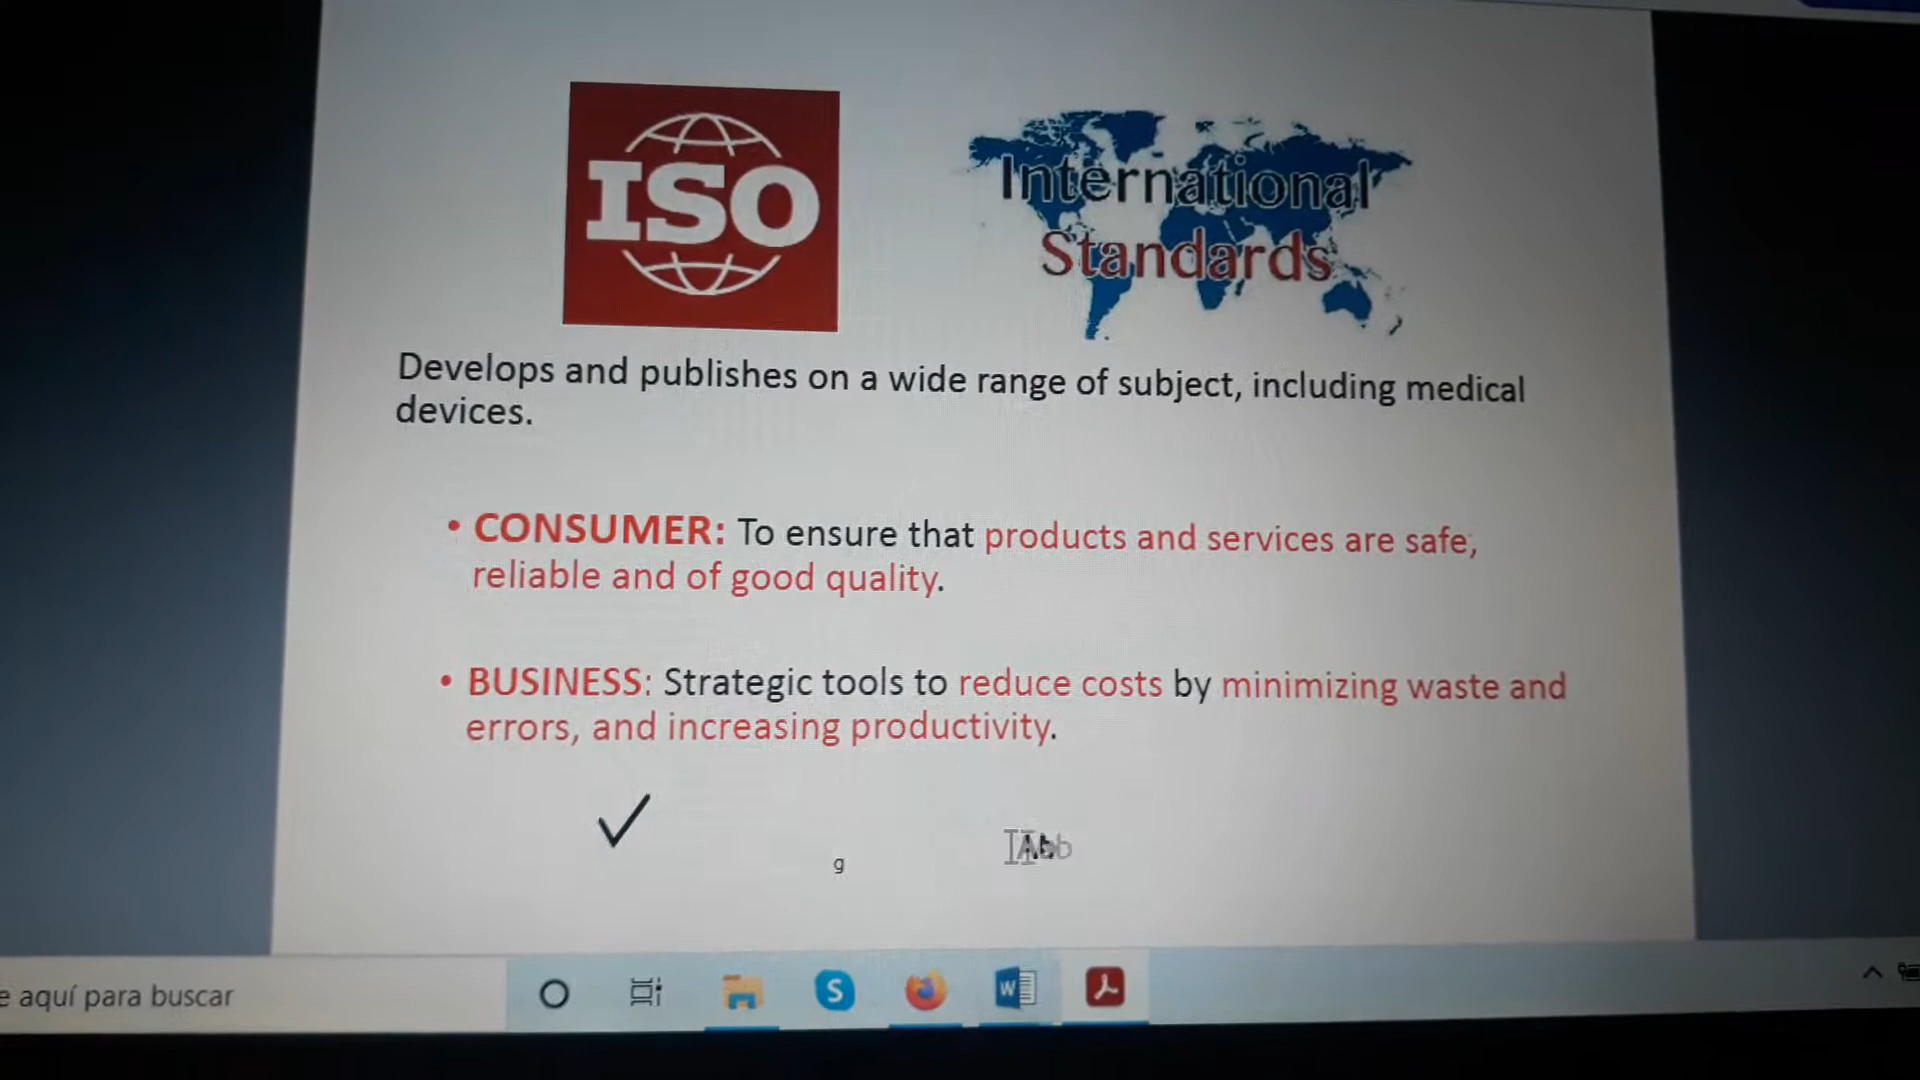 ISO
International
Standards
Develops and publishes on a wide range of subject, including medical
devices.
• CONSUMER: To ensure that products and services are safe,
reliable and of good quality.
• BUSINESS: Strategic tools to reduce costs by minimizing waste and
errors, and increasing productivity.
g
e aquí para buscar
S
W